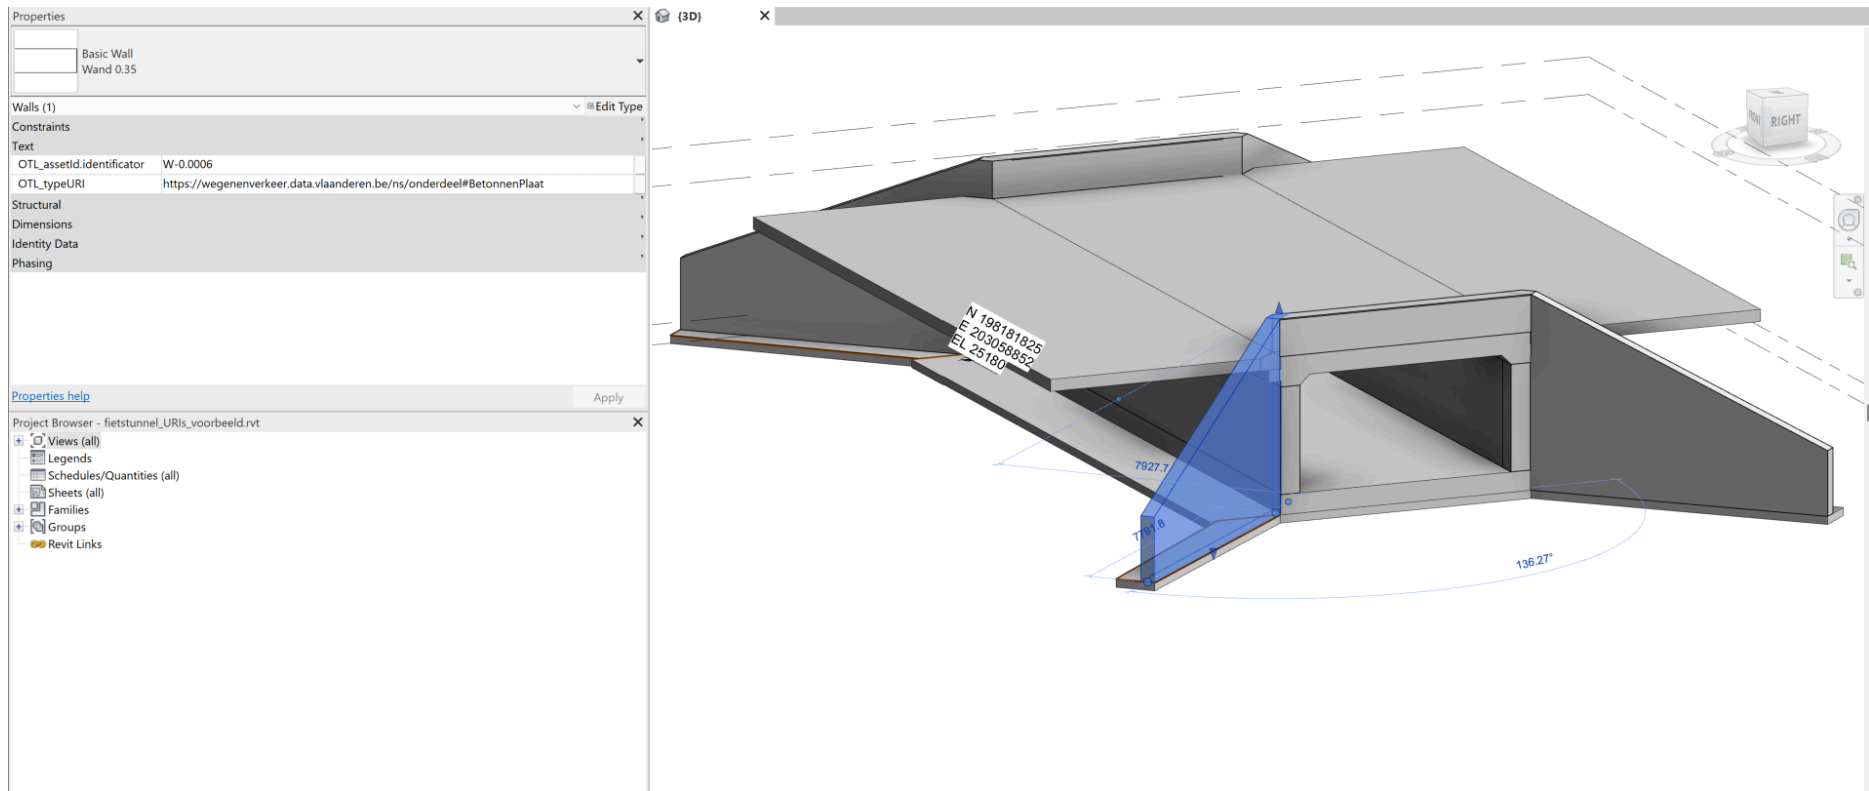 Properties
Basic Wall
Wand 0.35
Walls (1)
Edit Type
Constraints
Text
OTL_assetId.identificator W-0.0006
OTL_typeURI https://wegenenverkeer.data.vlaanderen.be/ns/onderdeel#BetonnenPlaat
Structural
Dimensions
Identity Data
Phasing
Properties help
Apply
Project Browser - fietstunnel_URIs_voorbeeld.rvt
Views (all)
Legends
Schedules/Quantities (all)
Sheets (all)
Families
Groups
Revit Links
{3D}
FRONT
RIGHT
N 198181825
E 203058852
EL 25180
7927.7
7791.8
136.27°